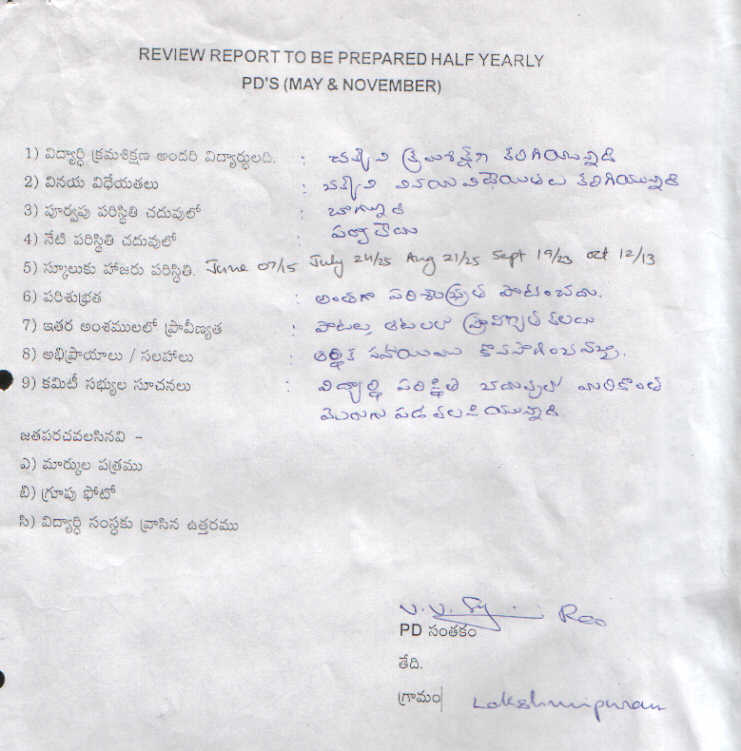 REVIEW REPORT TO BE PREPARED HALF YEARLY
PD'S (MAY & NOVEMBER)
1) విద్యార్ధి క్రమశిక్షణ అందరి విద్యార్థులది. : చక్కని క్రమశిక్షణ కలిగియున్నాడు
2) వినయ విధేయతలు : చక్కని వినయ విధేయతలు కలిగియున్నాడు
3) పూర్వపు పరిస్థితి చదువులో : బాగున్నది
4) నేటి పరిస్థితి చదువులో : పర్వాలేదు
5) స్కూలుకు హాజరు పరిస్థితి. June 07/15 July 24/25 Aug 21/25 Sept 19/23 oct 12/13
6) పరిశుభ్రత : అంతగా పరిశుభ్రత పాటించడు.
7) ఇతర అంశములలో ప్రావీణ్యత : పాటలు, ఆటలలో ప్రావీణ్యత కలదు
8) అభిప్రాయాలు / సలహాలు : ఆర్థిక సహాయము కొనసాగించవచ్చు.
9) కమిటీ సభ్యుల సూచనలు : విద్యార్థి పరిస్థితి చదువులో మరికొంత
మెరుగు పడవలసియున్నది
జతపరచవలసినవి –
ఎ) మార్కుల పత్రము
బి) గ్రూపు ఫోటో
సి) విద్యార్ధి సంస్థకు వ్రాసిన ఉత్తరము
V. V. Rao
PD సంతకం
తేది.
గ్రామం Lakshmipuram